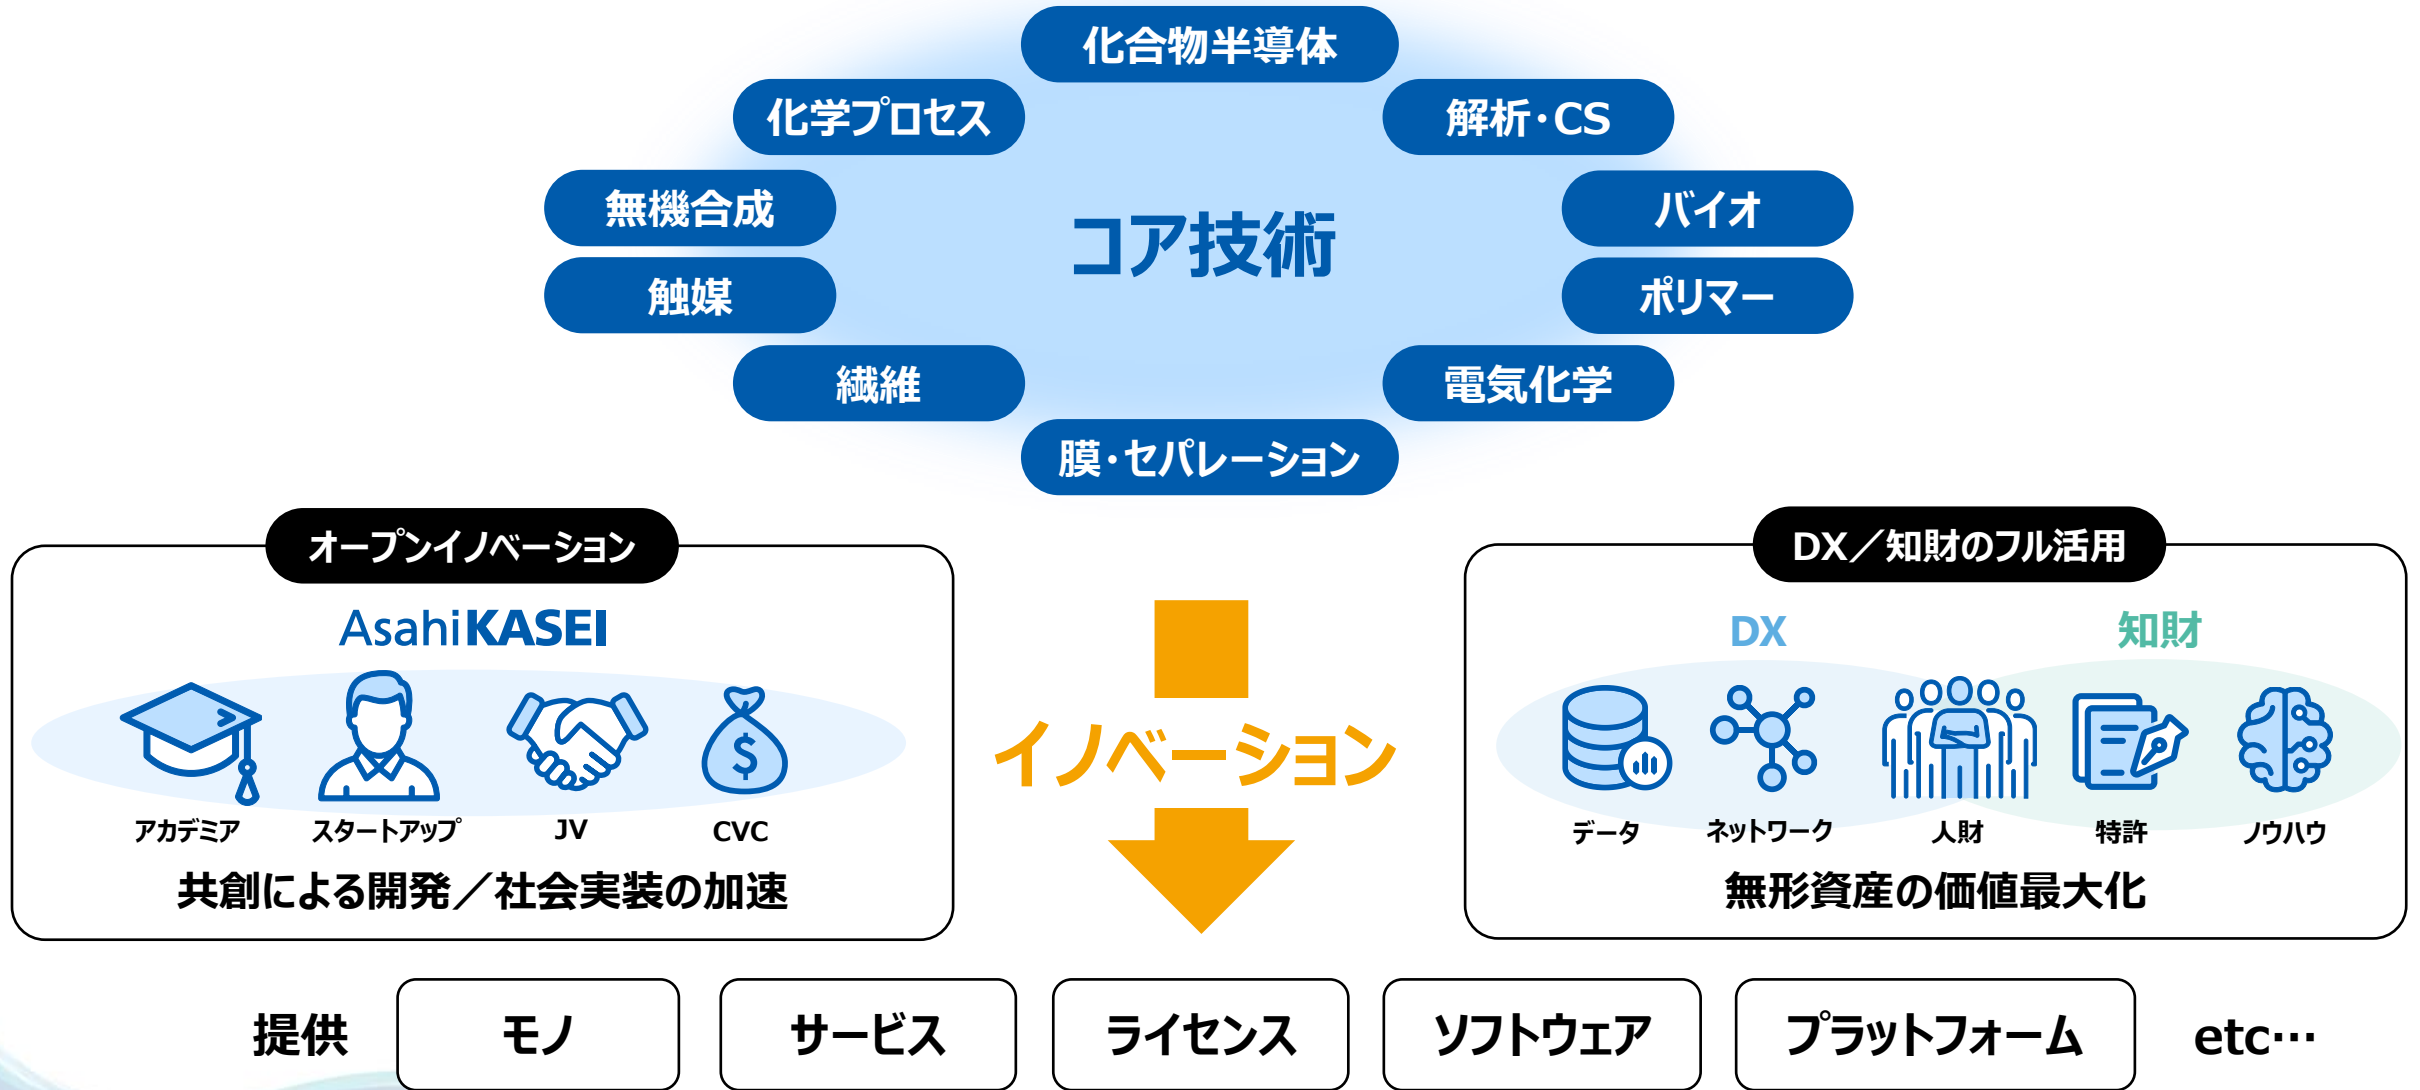 化合物半導体
化学プロセス
解析・CS
無機合成
バイオ
コア技術
触媒
ポリマー
繊維
電気化学
膜・セパレーション
オープンイノベーション
AsahiKASEI
アカデミア
スタートアップ
JV
CVC
共創による開発／社会実装の加速
イノベーション
DX／知財のフル活用
DX
知財
データ
ネットワーク
人財
特許
ノウハウ
無形資産の価値最大化
提供
モノ
サービス
ライセンス
ソフトウェア
プラットフォーム
etc…